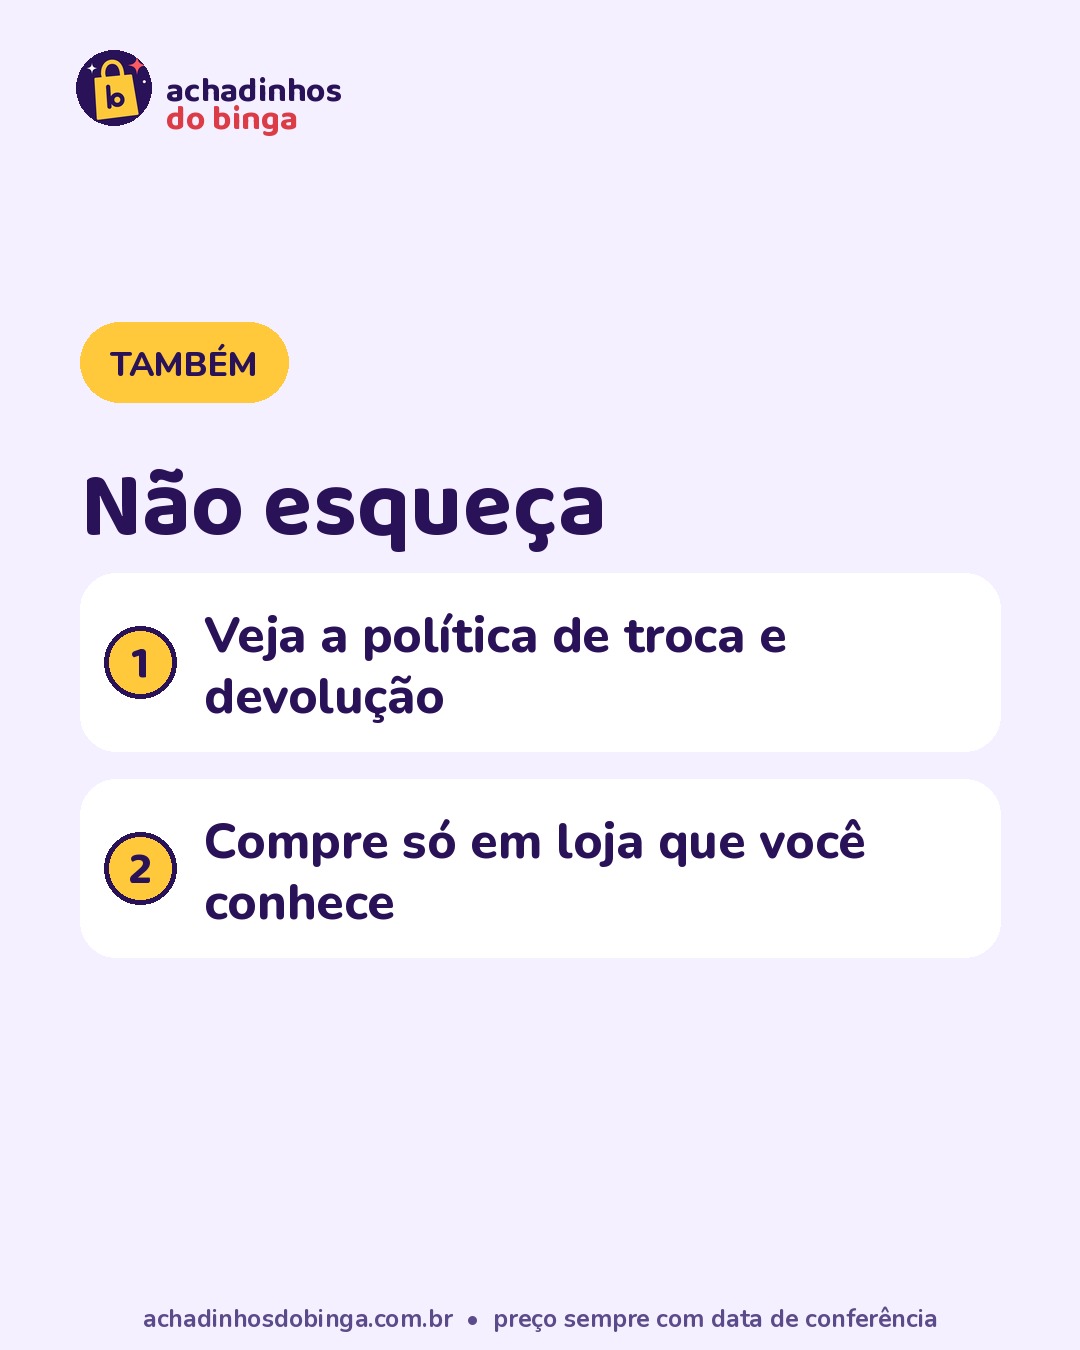 b
achadinhos
do binga
TAMBÉM
Não esqueça
1
Veja a política de troca e
devolução
2
Compre só em loja que você
conhece
achadinhosdobinga.com.br • preço sempre com data de conferência